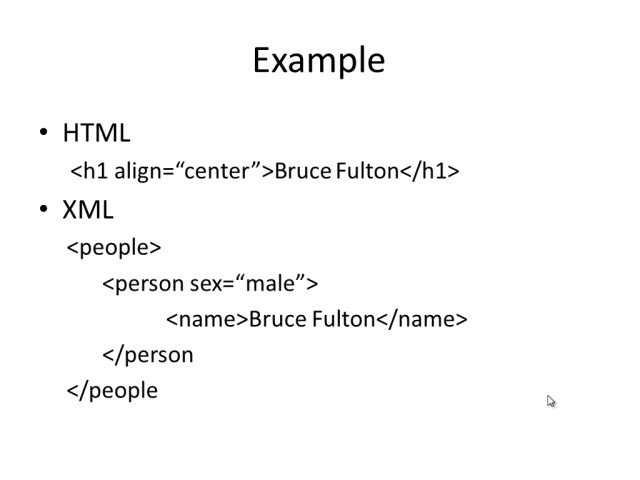 Example
• HTML
<h1 align=“center”>Bruce Fulton</h1>
• XML
<people>
<person sex=“male”>
<name>Bruce Fulton</name>
</person
</people